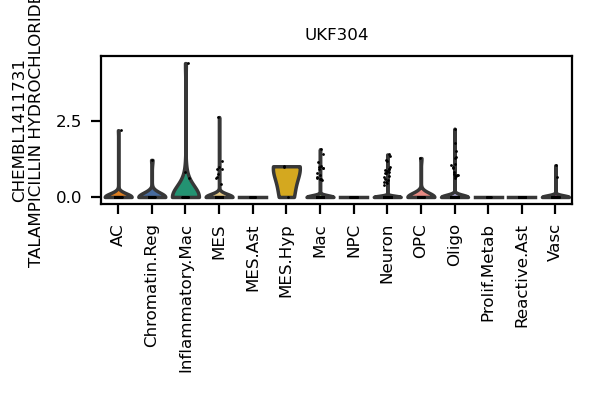 UKF304
CHEMBL1411731
TALAMPICILLIN HYDROCHLORIDE
2.5
0.0
AC
Chromatin.Reg
Inflammatory.Mac
MES
MES.Ast
MES.Hyp
Mac
NPC
Neuron
OPC
Oligo
Prolif.Metab
Reactive.Ast
Vasc